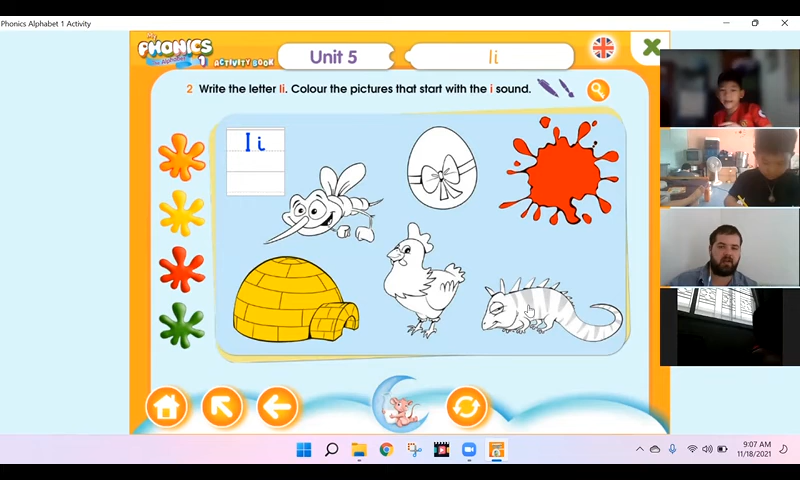 Phonics Alphabet 1 Activity
My
PHONICS
The Alphabet
1
ACTIVITY BOOK
Unit 5
Ii
2 Write the letter Ii. Colour the pictures that start with the i sound.
I i
9:07 AM
11/18/2021